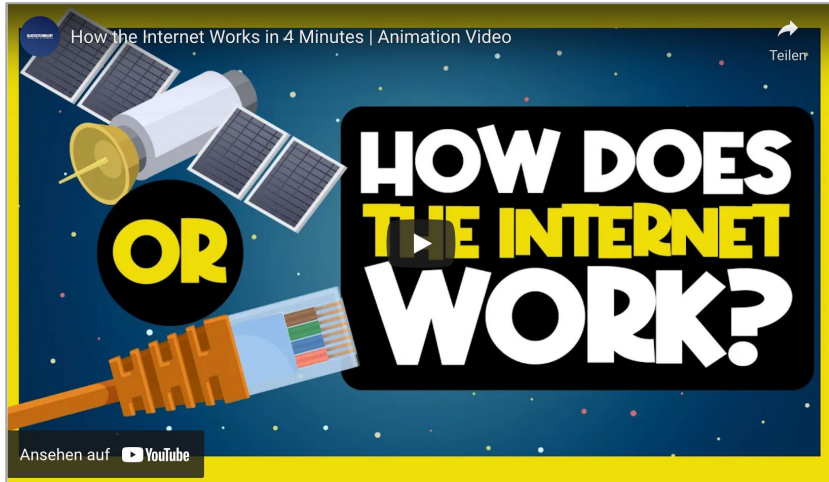 How the Internet Works in 4 Minutes | Animation Video
Teilen
OR
HOW DOES
THE INTERNET
WORK?
Ansehen auf YouTube